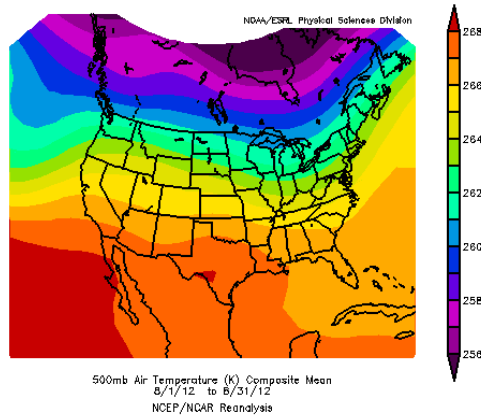 NOAA/ESRL Physical Sciences Division
268
266
264
262
260
258
256
500mb Air Temperature (K) Composite Mean
8/1/12 to 8/31/12
NCEP/NCAR Reanalysis